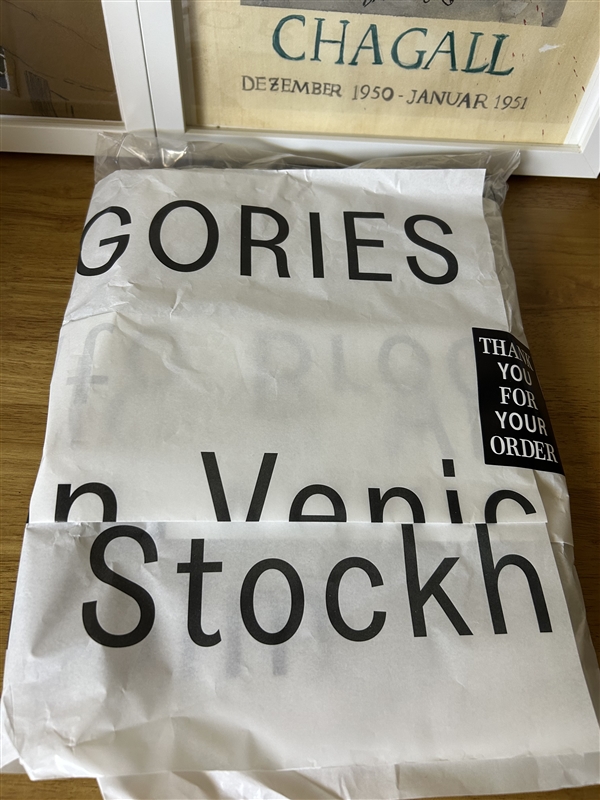 CHAGALL
DEZEMBER 1950 - JANUAR 1951
GORIES
THANK
YOU
FOR
YOUR
ORDER
n Venic
Stockh